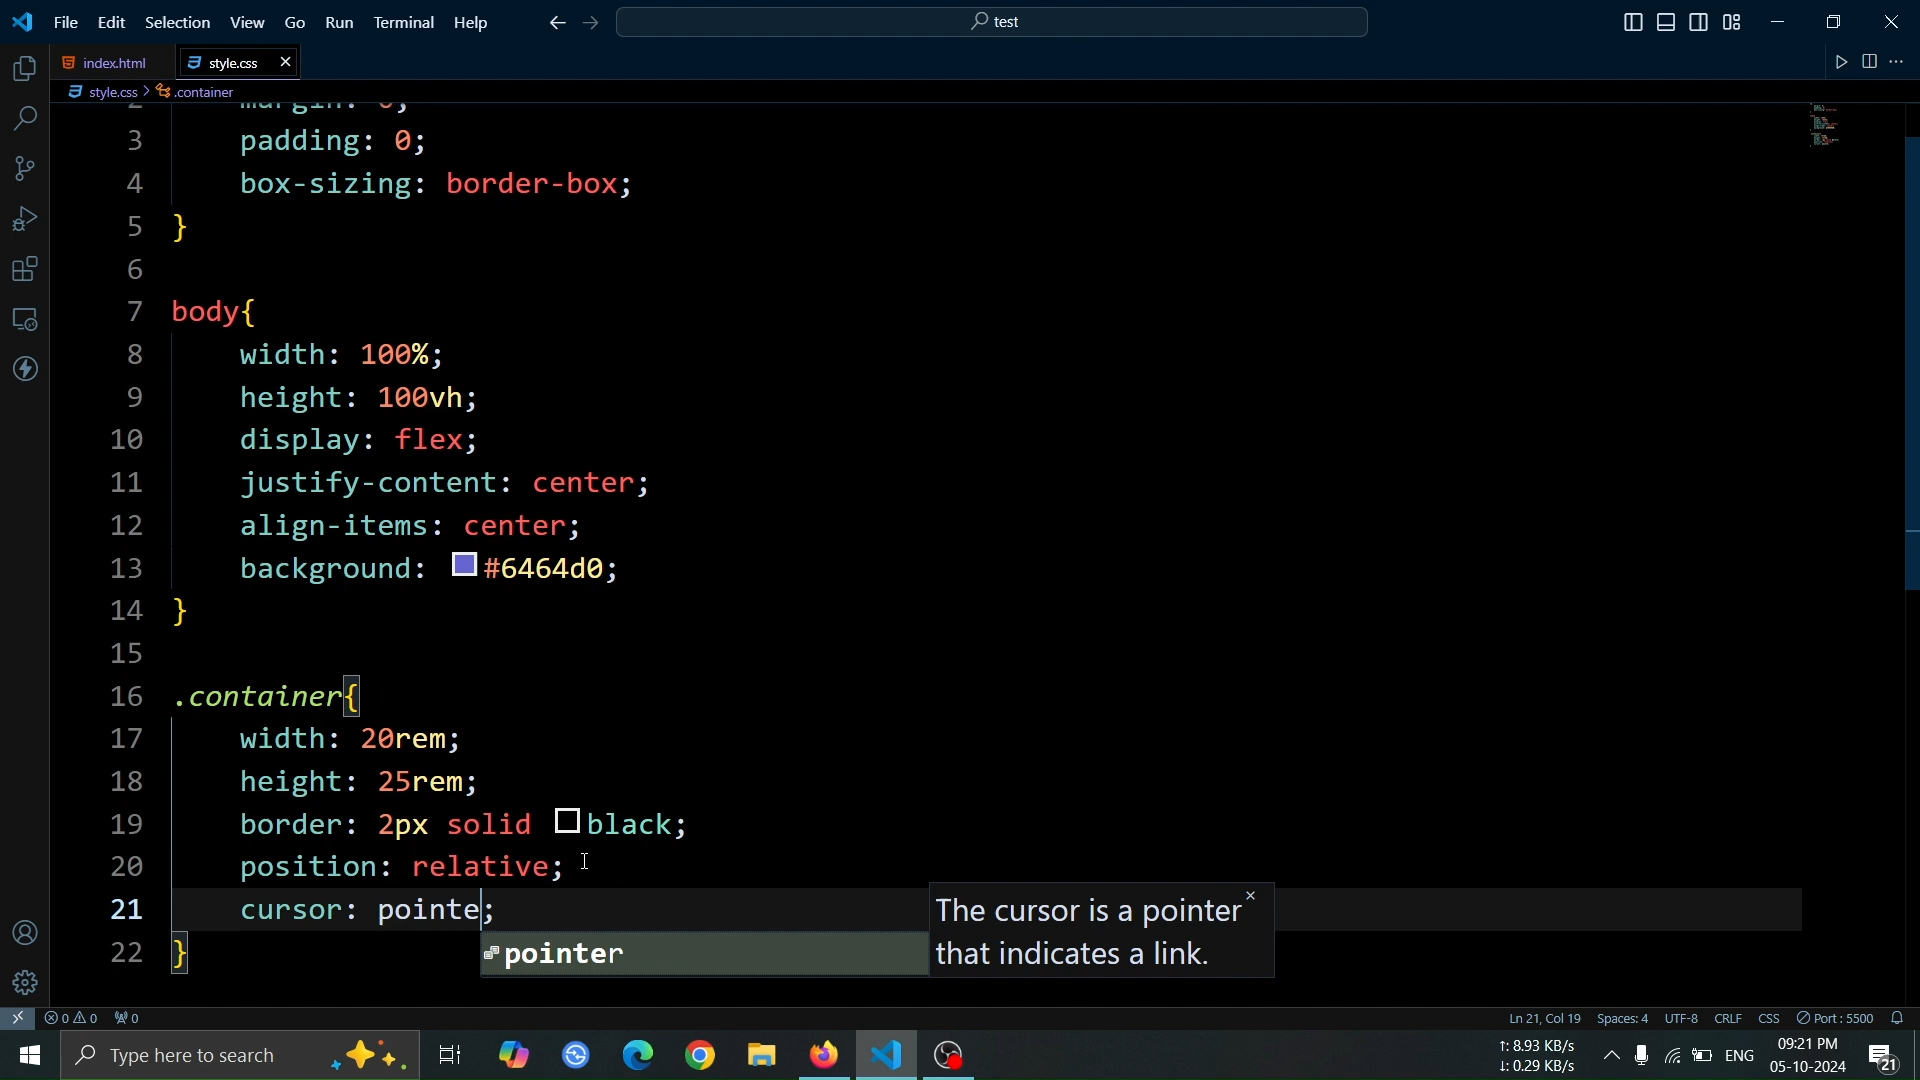 File Edit Selection View Go Run Terminal Help
test
index.html
style.css
style.css > .container
2 margin: 0;
3 padding: 0;
4 box-sizing: border-box;
5 }
6
7 body{
8 width: 100%;
9 height: 100vh;
10 display: flex;
11 justify-content: center;
12 align-items: center;
13 background: #6464d0;
14 }
15
16 .container{
17 width: 20rem;
18 height: 25rem;
19 border: 2px solid black;
20 position: relative;
21 cursor: pointe;
22 }
pointer
The cursor is a pointer
that indicates a link.
0 0 0
Ln 21, Col 19 Spaces: 4 UTF-8 CRLF CSS Port : 5500
Type here to search
↑: 8.93 KB/s
↓: 0.29 KB/s
ENG
09:21 PM
05-10-2024
21